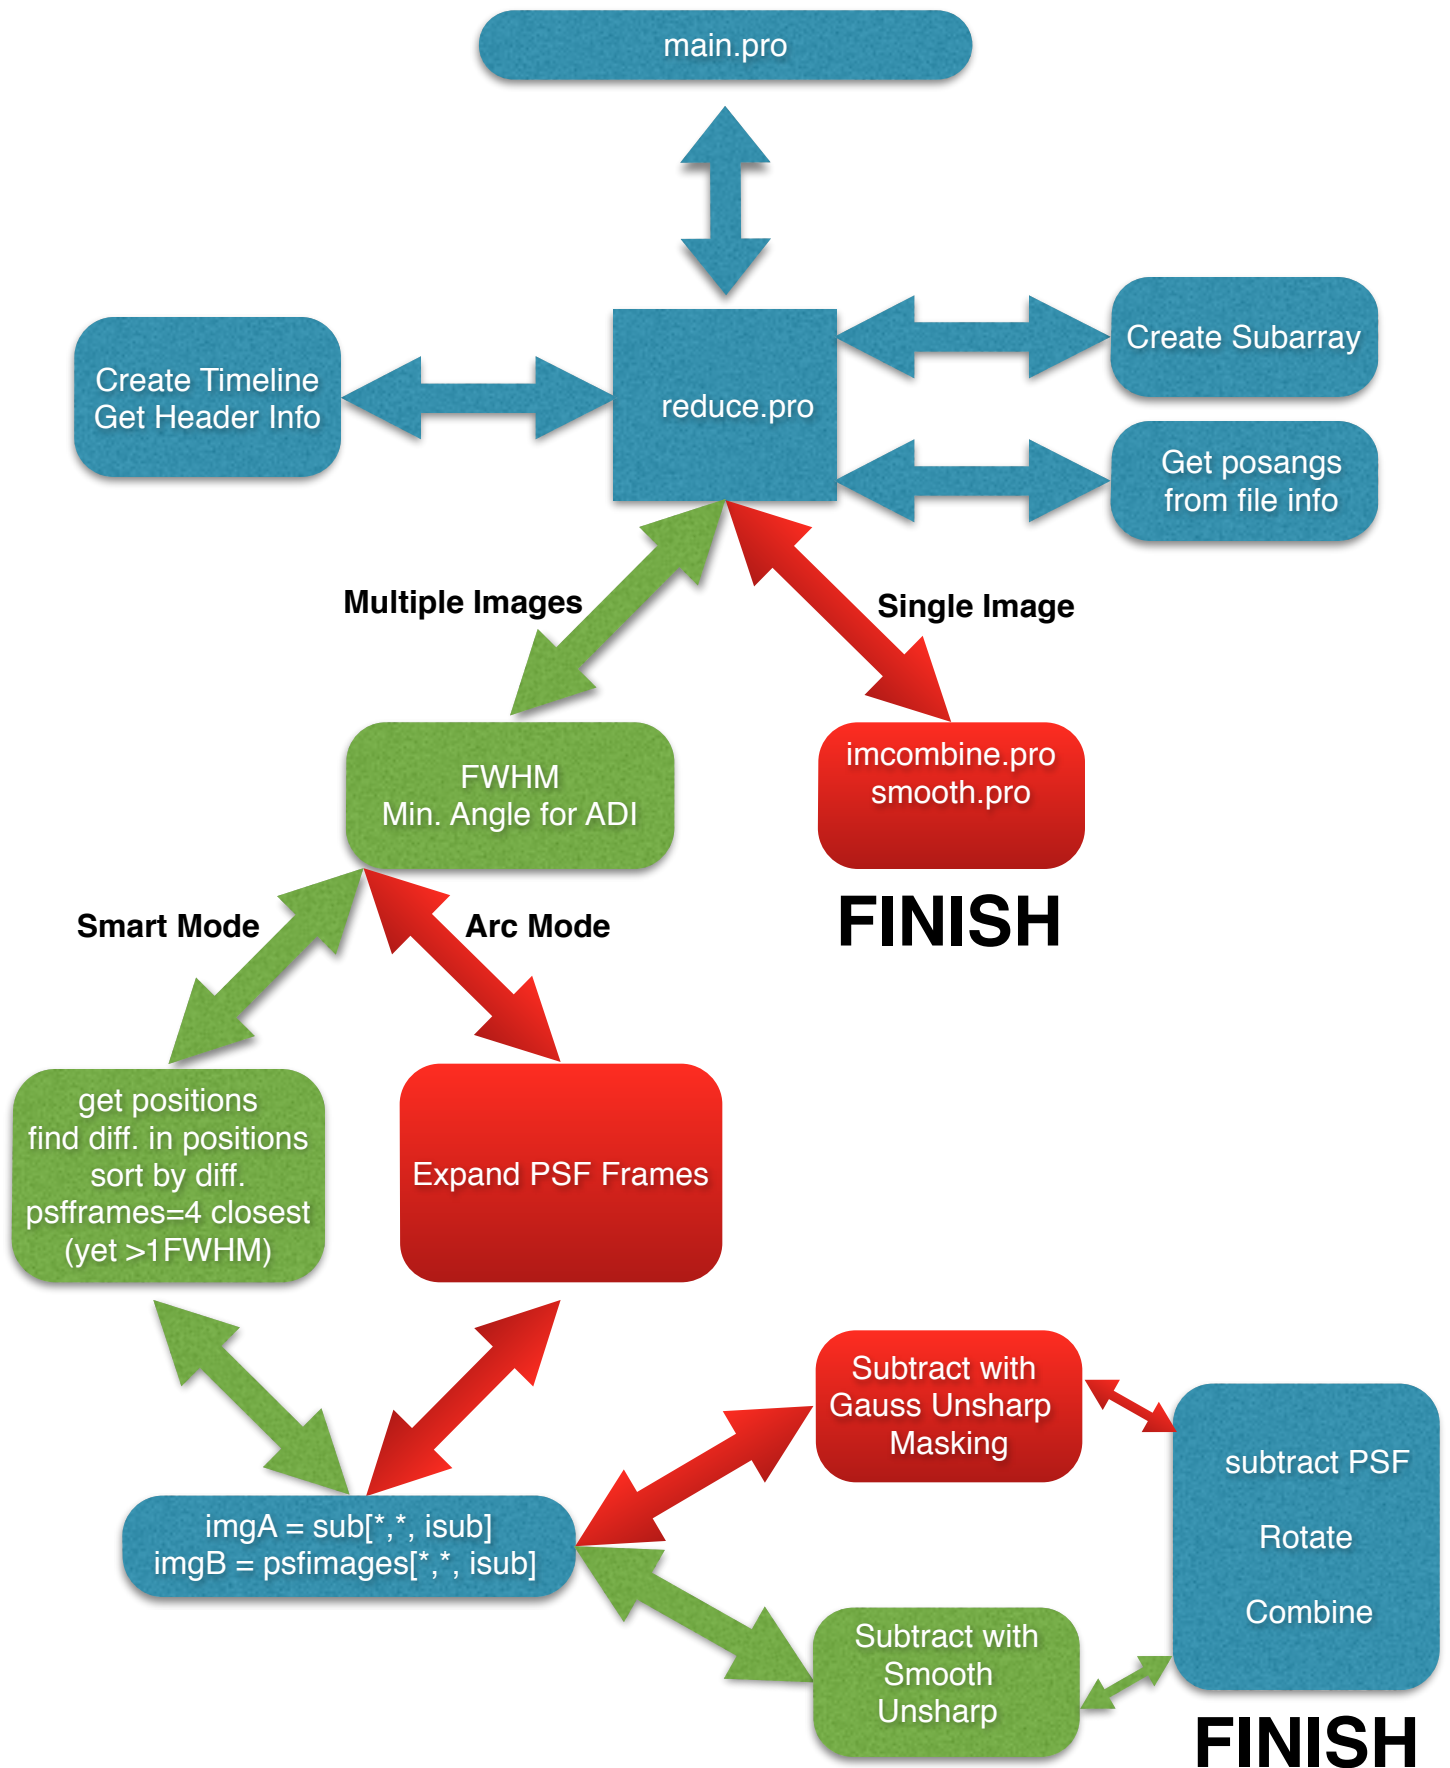 main.pro
Create Timeline
Get Header Info
reduce.pro
Create Subarray
Get posangs
from file info
Multiple Images
Single Image
FWHM
Min. Angle for ADI
imcombine.pro
smooth.pro
FINISH
Smart Mode
Arc Mode
get positions
find diff. in positions
sort by diff.
psfframes=4 closest
(yet >1FWHM)
Expand PSF Frames
imgA = sub[*,*, isub]
imgB = psfimages[*,*, isub]
Subtract with
Gauss Unsharp
Masking
Subtract with
Smooth
Unsharp
subtract PSF
Rotate
Combine
FINISH